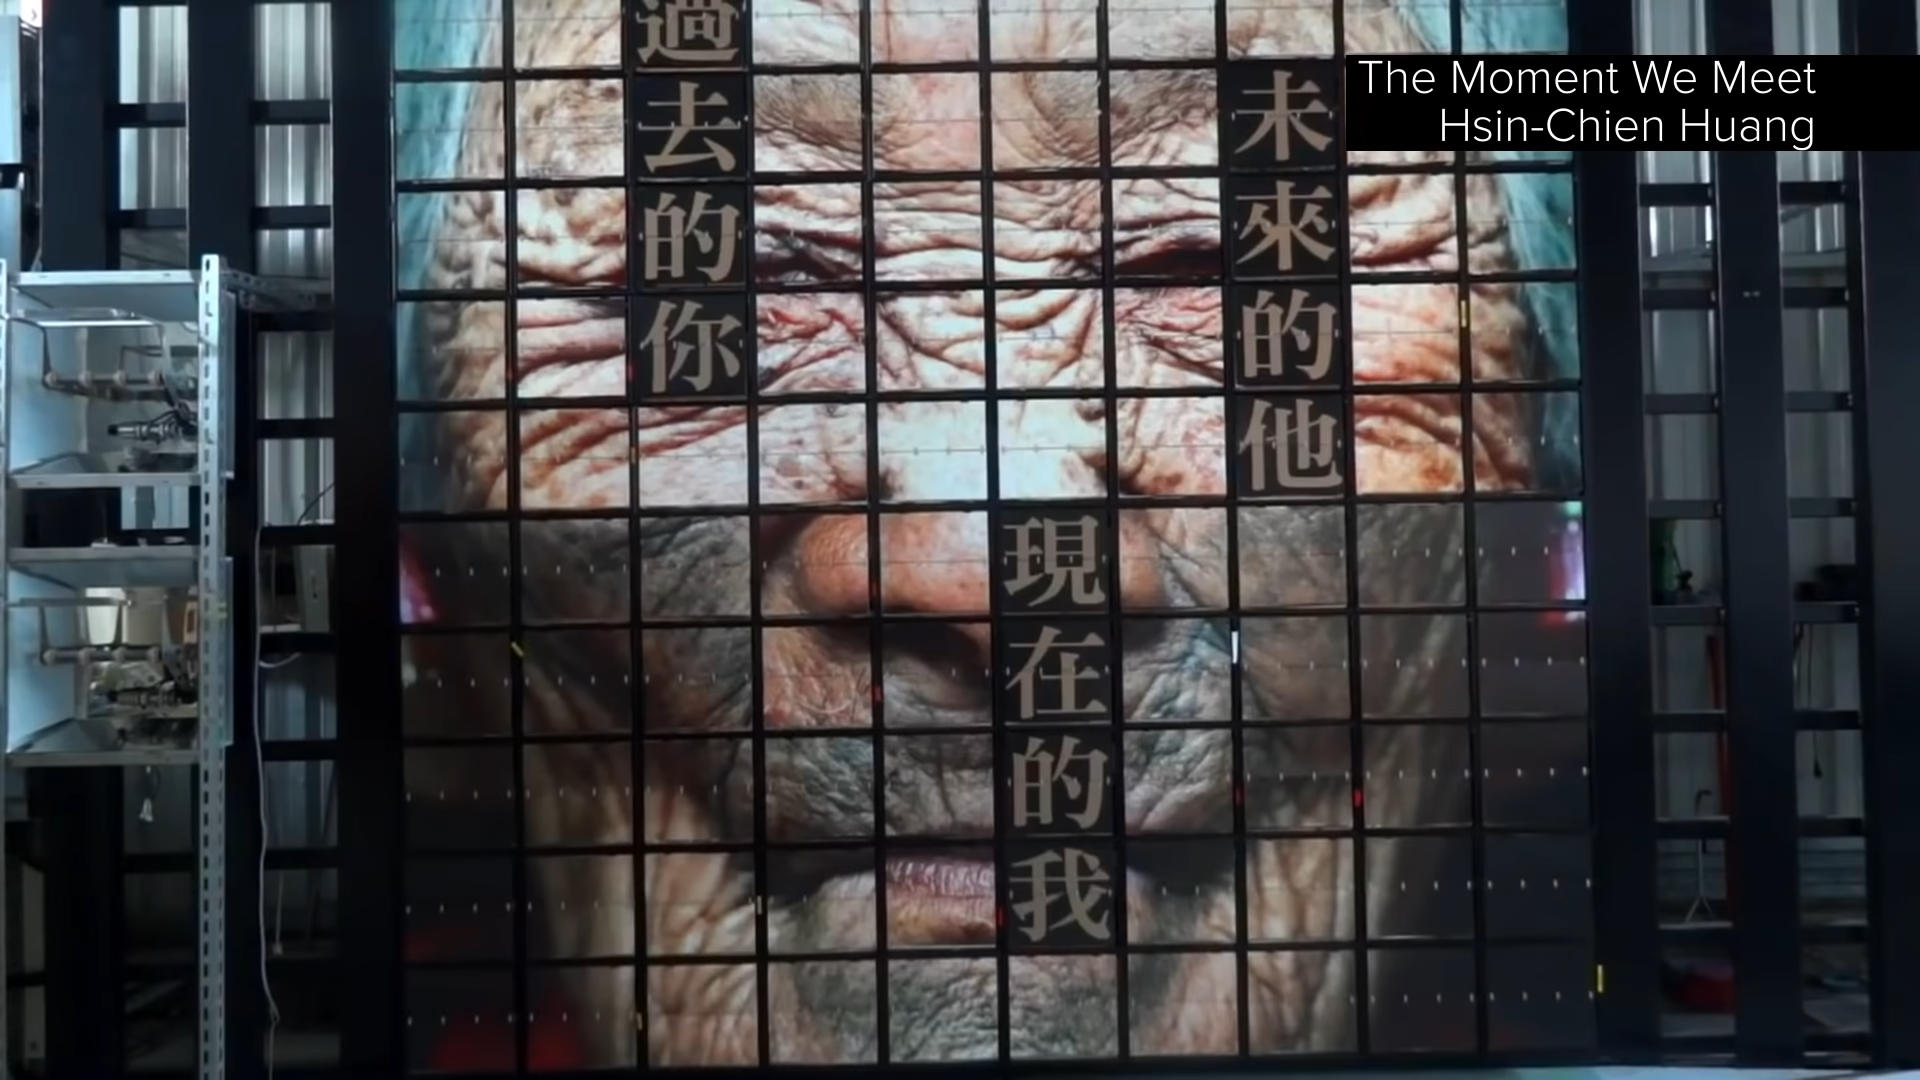 The Moment We Meet
Hsin-Chien Huang
過去的你
未來的他
現在的我